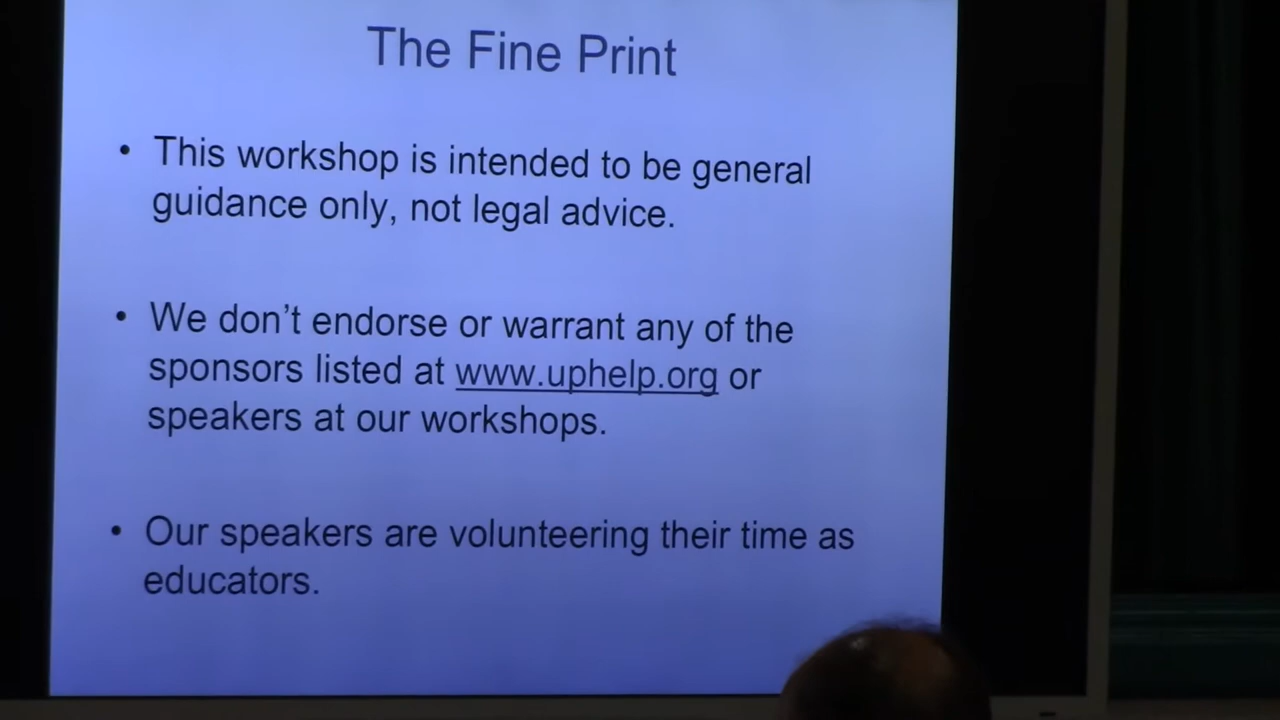 The Fine Print
• This workshop is intended to be general
guidance only, not legal advice.
• We don't endorse or warrant any of the
sponsors listed at www.uphelp.org or
speakers at our workshops.
• Our speakers are volunteering their time as
educators.